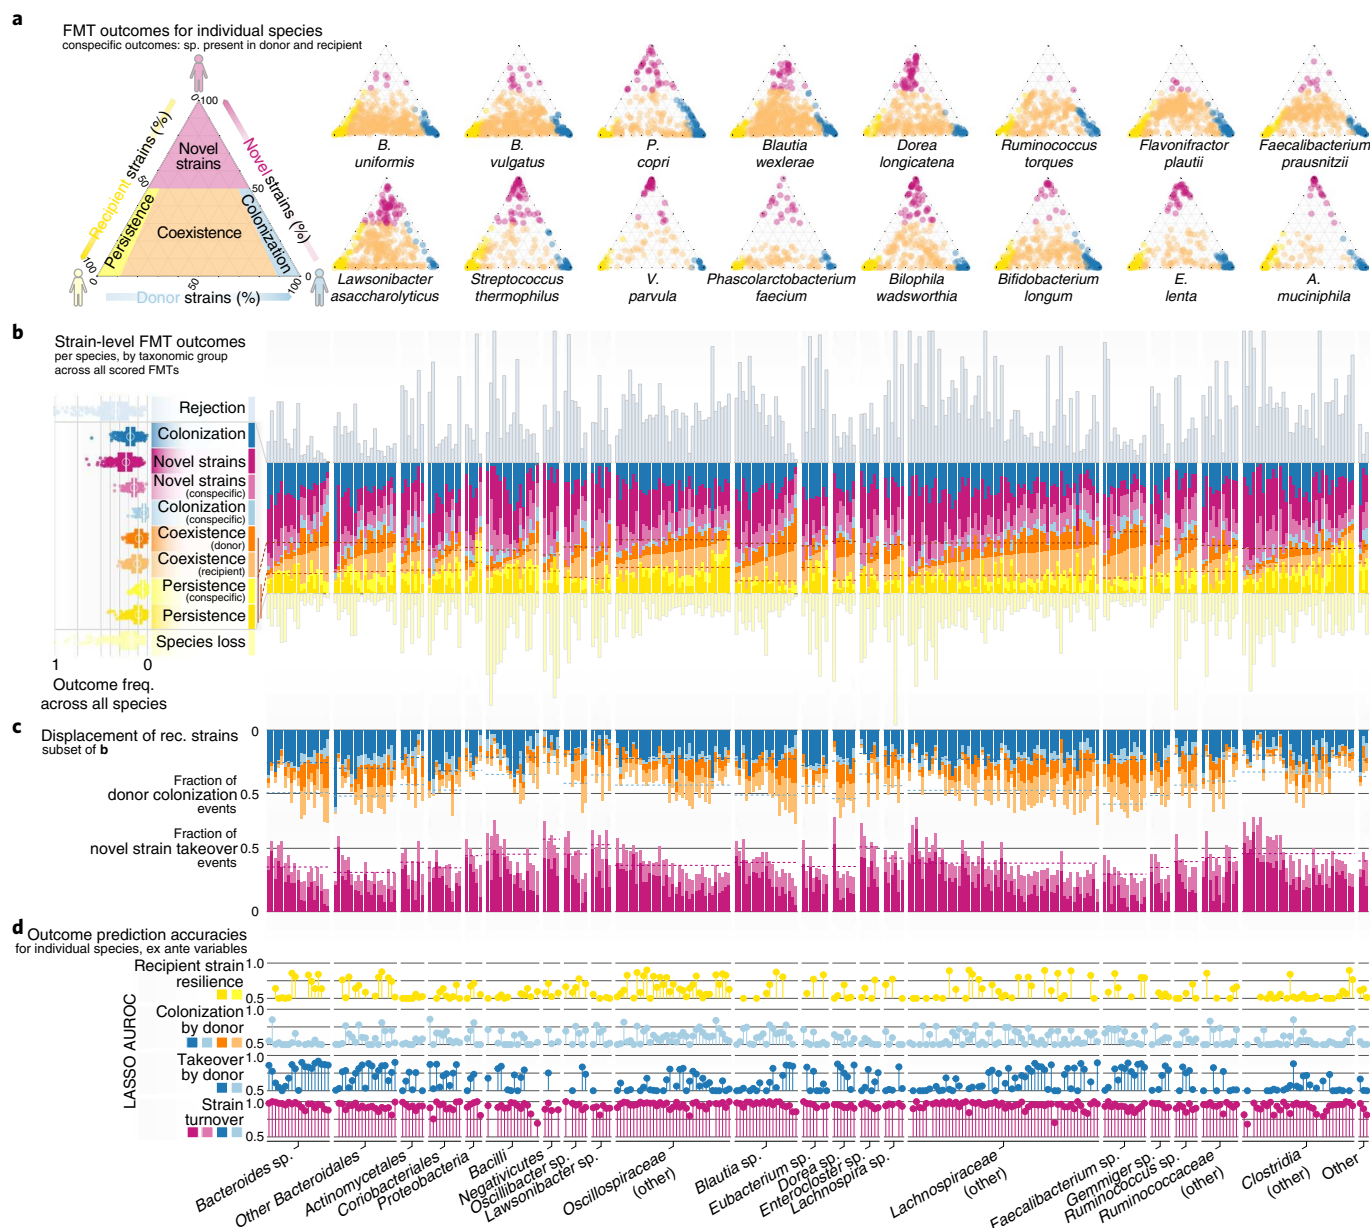 a
FMT outcomes for individual species
conspecific outcomes: sp. present in donor and recipient
0
100
Recipient strains (%)
Novel strains (%)
Novel
strains
50
50
Persistence
Coexistence
Colonization
100
0
50
100
Donor strains (%)
B.
uniformis
B.
vulgatus
P.
copri
Blautia
wexlerae
Dorea
longicatena
Ruminococcus
torques
Flavonifractor
plautii
Faecalibacterium
prausnitzii
Lawsonibacter
asaccharolyticus
Streptococcus
thermophilus
V.
parvula
Phascolarctobacterium
faecium
Bilophila
wadsworthia
Bifidobacterium
longum
E.
lenta
A.
muciniphila
b
Strain-level FMT outcomes
per species, by taxonomic group
across all scored FMTs
Rejection
Colonization
Novel strains
Novel strains
(conspecific)
Colonization
(conspecific)
Coexistence
(donor)
Coexistence
(recipient)
Persistence
(conspecific)
Persistence
Species loss
1 0
Outcome freq.
across all species
c
Displacement of rec. strains
subset of b
0
Fraction of
donor colonization
events
0.5
Fraction of
novel strain takeover
events
0.5
0
d
Outcome prediction accuracies
for individual species, ex ante variables
LASSO AUROC
Recipient strain
resilience
1.0
0.5
Colonization
by donor
1.0
0.5
Takeover
by donor
1.0
0.5
Strain
turnover
1.0
0.5
Bacteroides sp.
Other Bacteroidales
Actinomycetales
Coriobacteriales
Proteobacteria
Bacilli
Negativicutes
Oscillibacter sp.
Lawsonibacter sp.
Oscillospiraceae
(other)
Blautia sp.
Eubacterium sp.
Dorea sp.
Enterocloster sp.
Lachnospira sp.
Lachnospiraceae
(other)
Faecalibacterium sp.
Gemmiger sp.
Ruminococcus sp.
Ruminococcaceae
(other)
Clostridia
(other)
Other